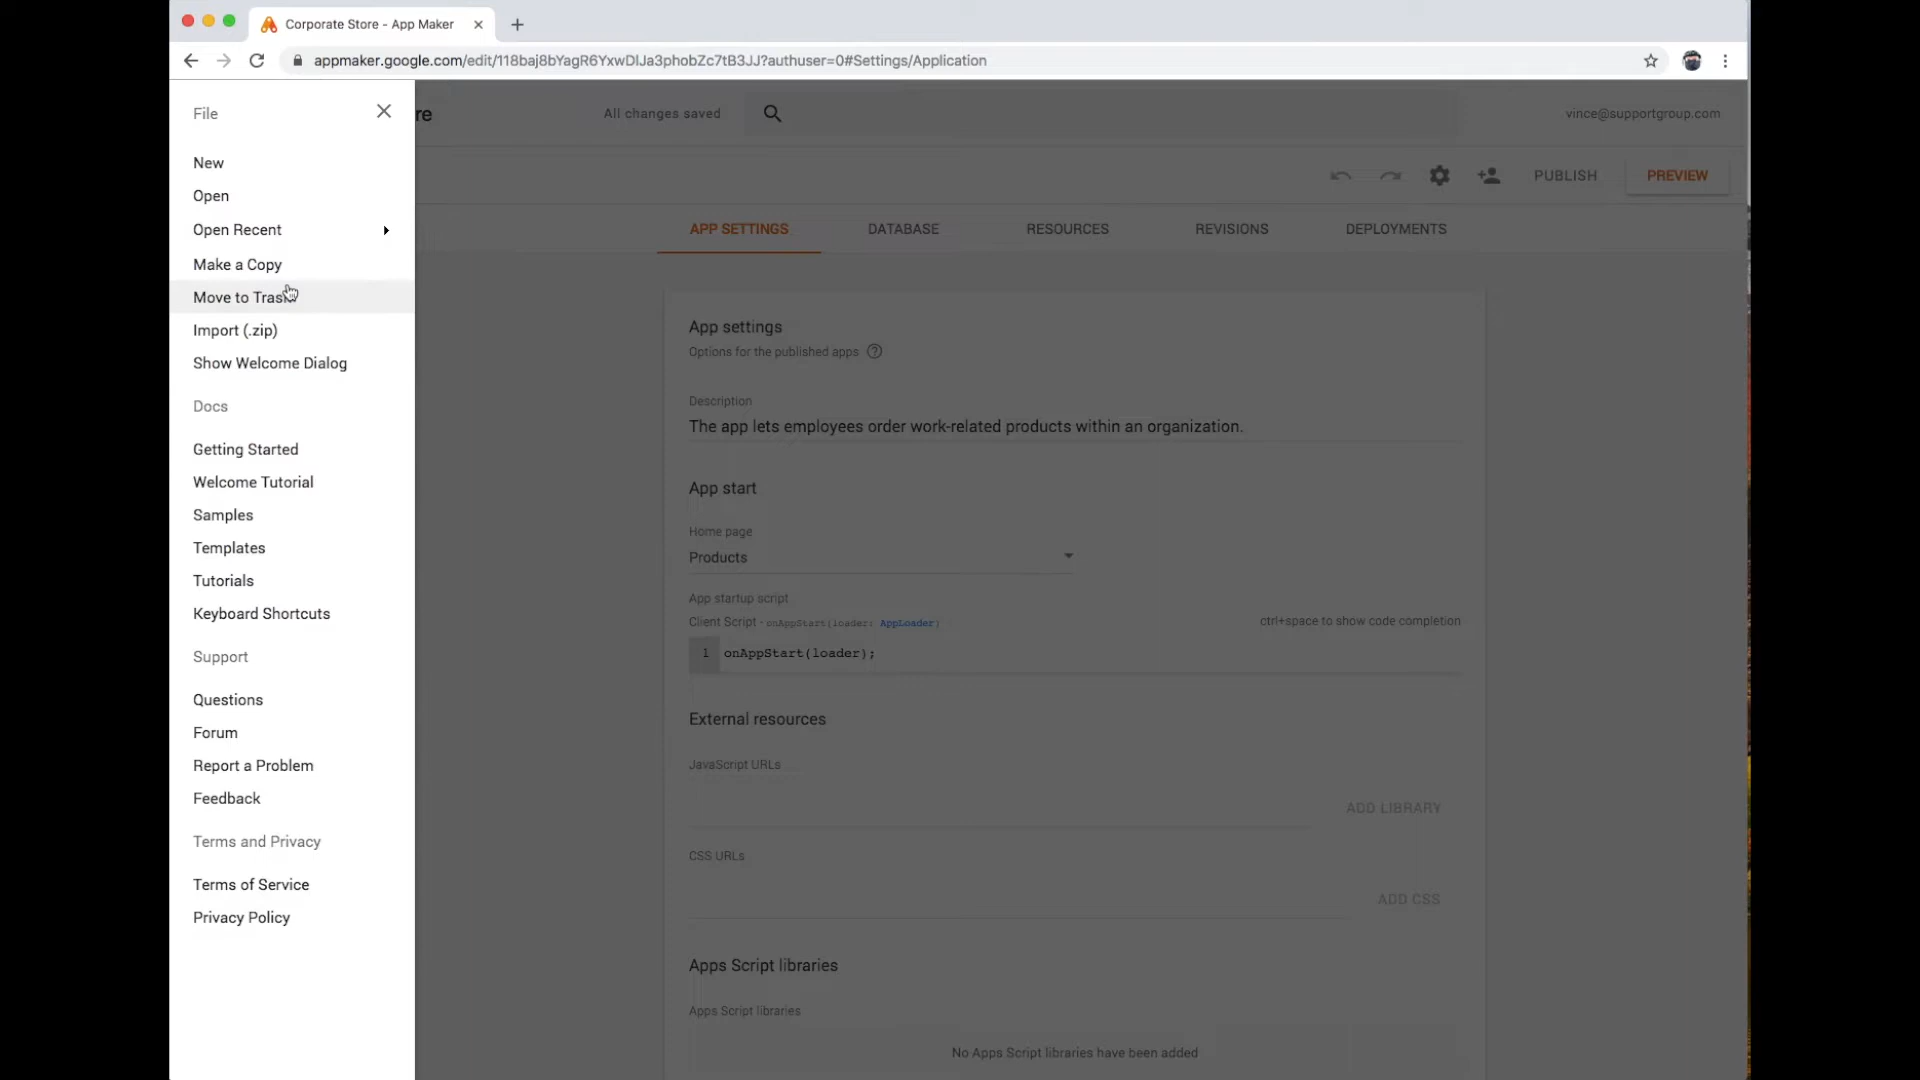 Corporate Store - App Maker
appmaker.google.com/edit/118baj8bYagR6YxwDlJa3phobZc7tB3JJ?authuser=0#Settings/Application
File
re
All changes saved
vince@supportgroup.com
New
Open
Open Recent
Make a Copy
Move to Trash
Import (.zip)
Show Welcome Dialog
Docs
Getting Started
Welcome Tutorial
Samples
Templates
Tutorials
Keyboard Shortcuts
Support
Questions
Forum
Report a Problem
Feedback
Terms and Privacy
Terms of Service
Privacy Policy
PUBLISH
PREVIEW
APP SETTINGS
DATABASE
RESOURCES
REVISIONS
DEPLOYMENTS
App settings
Options for the published apps ?
Description
The app lets employees order work-related products within an organization.
App start
Home page
Products
App startup script
Client Script - onAppStart(loader: AppLoader)
ctrl+space to show code completion
1 onAppStart(loader);
External resources
JavaScript URLs
ADD LIBRARY
CSS URLs
ADD CSS
Apps Script libraries
Apps Script libraries
No Apps Script libraries have been added